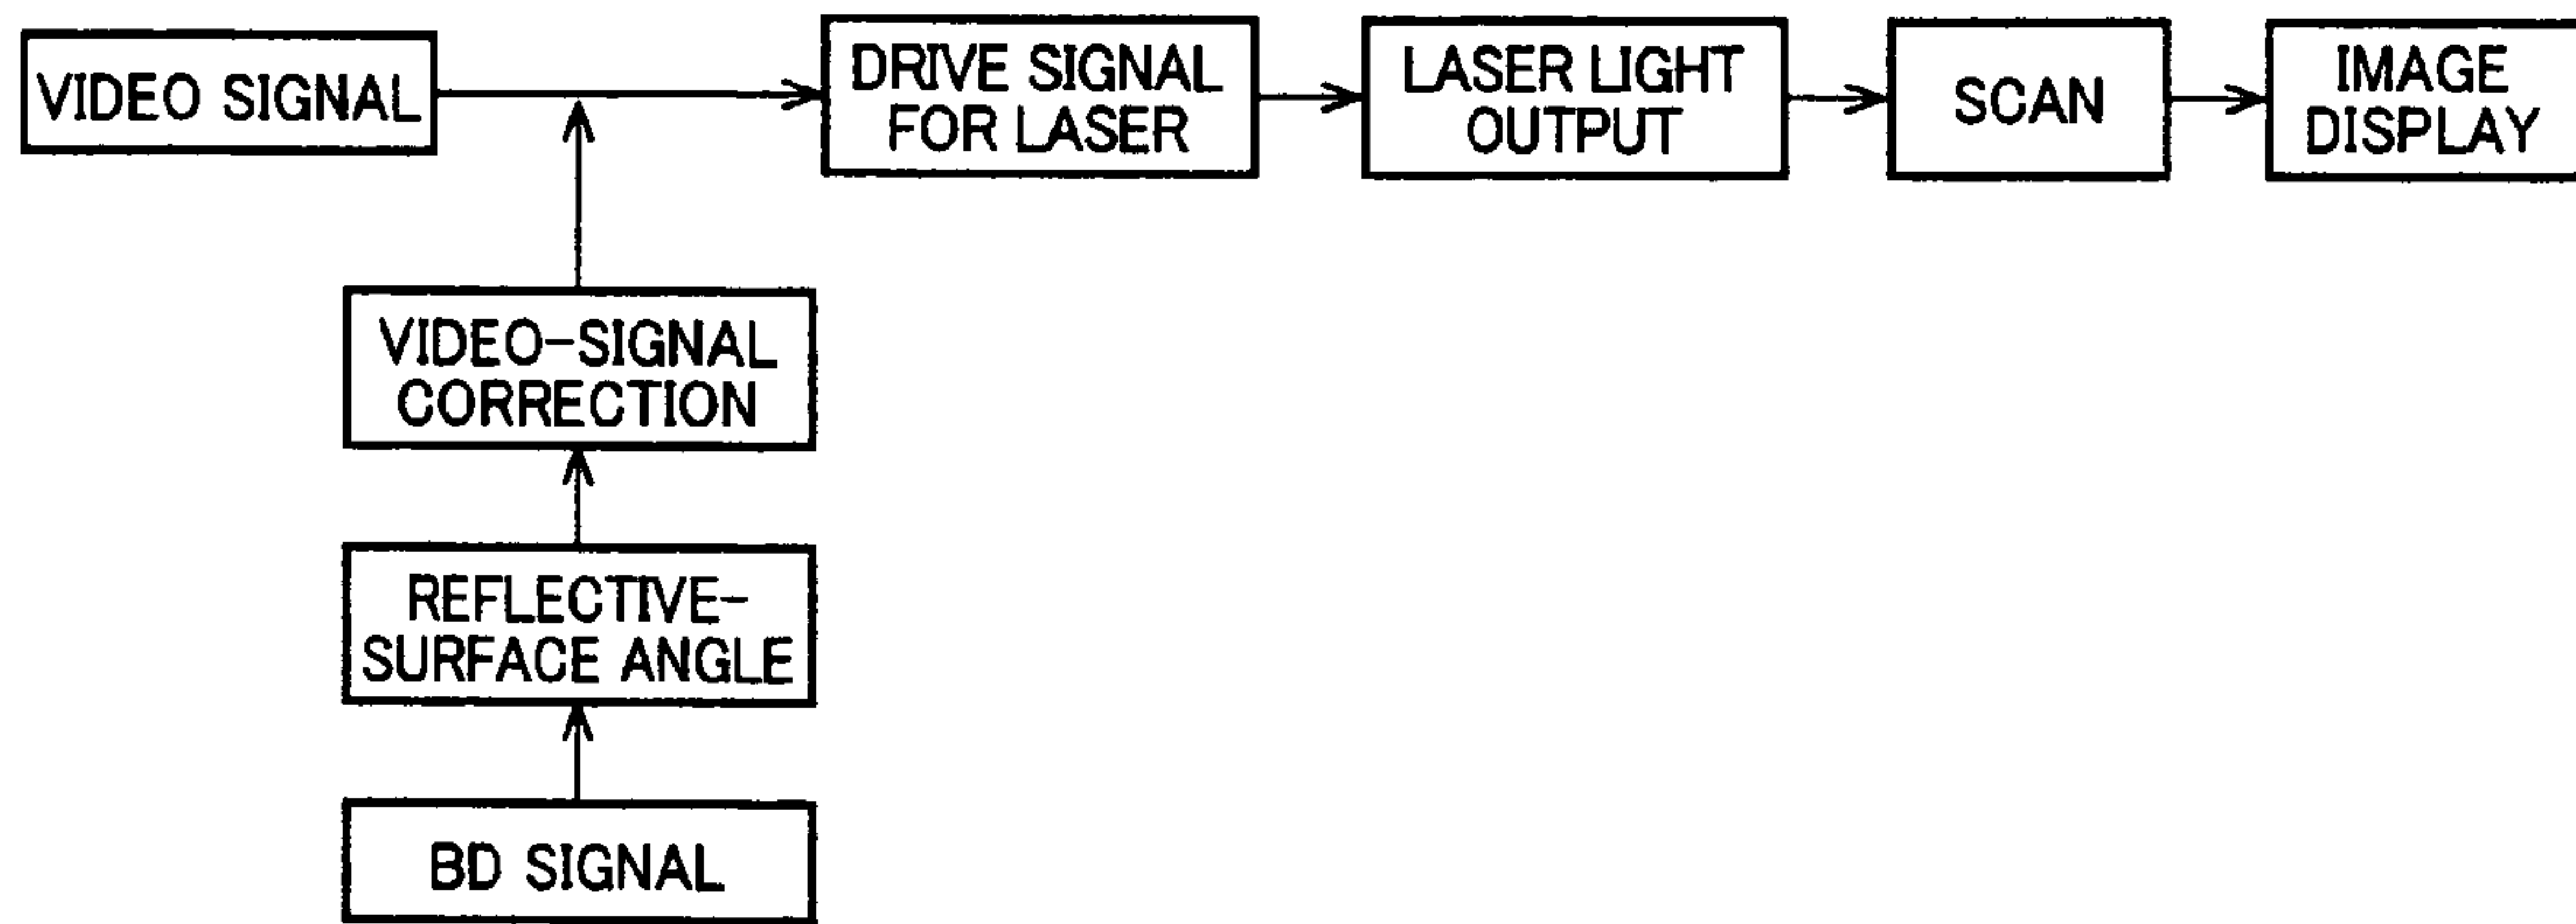 VIDEO SIGNAL
DRIVE SIGNAL
FOR LASER
LASER LIGHT
OUTPUT
SCAN
IMAGE
DISPLAY
VIDEO-SIGNAL
CORRECTION
REFLECTIVE-
SURFACE ANGLE
BD SIGNAL